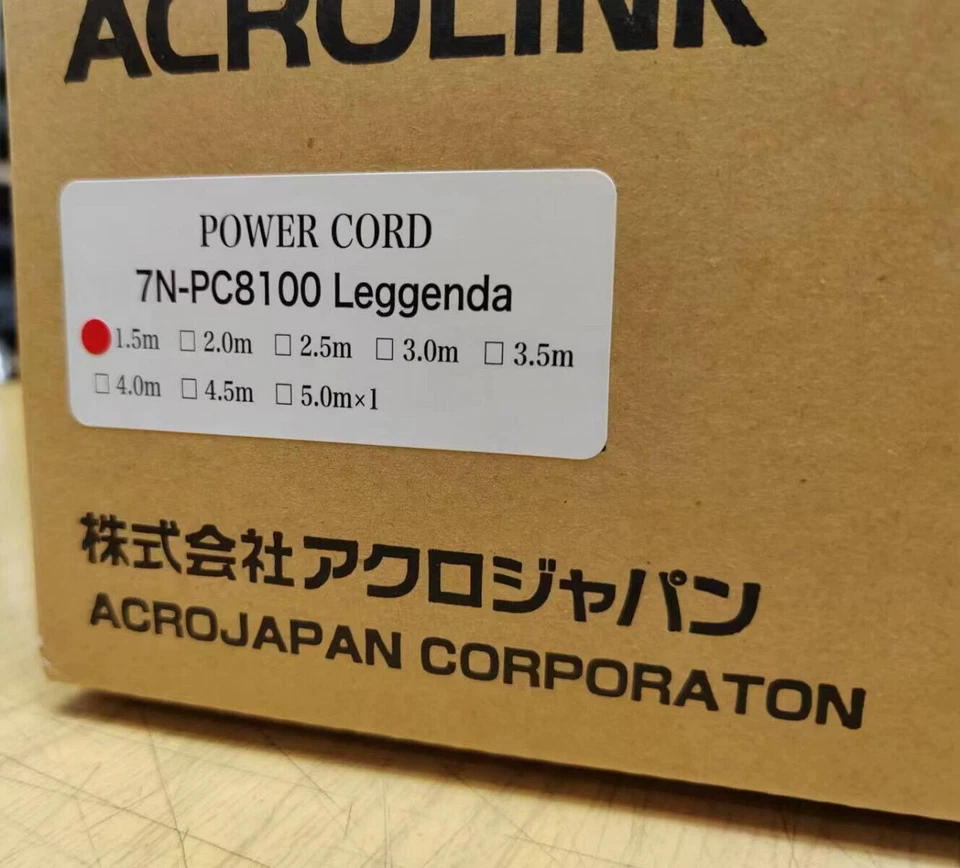 ACROLINK
POWER CORD
7N-PC8100 Leggenda
1.5m □ 2.0m □ 2.5m □ 3.0m □ 3.5m
□ 4.0m □ 4.5m □ 5.0m×1
株式会社アクロジャパン
ACROJAPAN CORPORATON